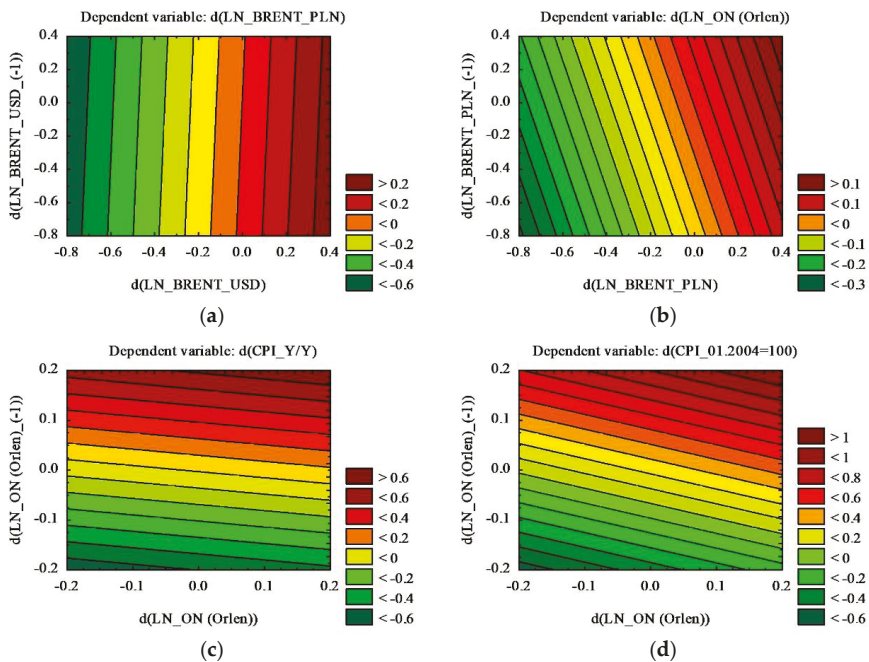 Dependent variable: d(LN_BRENT_PLN)
d(LN_BRENT_USD_(-1))
0.4
0.2
0.0
-0.2
-0.4
-0.6
-0.8
-0.8 -0.6 -0.4 -0.2 0.0 0.2 0.4
d(LN_BRENT_USD)
> 0.2
< 0.2
< 0
< -0.2
< -0.4
< -0.6
(a)
Dependent variable: d(LN_ON (Orlen))
d(LN_BRENT_PLN_(-1))
0.4
0.2
0.0
-0.2
-0.4
-0.6
-0.8
-0.8 -0.6 -0.4 -0.2 0.0 0.2 0.4
d(LN_BRENT_PLN)
> 0.1
< 0.1
< 0
< -0.1
< -0.2
< -0.3
(b)
Dependent variable: d(CPI_Y/Y)
d(LN_ON (Orlen)_(-1))
0.2
0.1
0.0
-0.1
-0.2
-0.2 -0.1 0.0 0.1 0.2
d(LN_ON (Orlen))
> 0.6
< 0.6
< 0.4
< 0.2
< 0
< -0.2
< -0.4
< -0.6
(c)
Dependent variable: d(CPI_01.2004=100)
d(LN_ON (Orlen)_(-1))
0.2
0.1
0.0
-0.1
-0.2
-0.2 -0.1 0.0 0.1 0.2
d(LN_ON (Orlen))
> 1
< 1
< 0.8
< 0.6
< 0.4
< 0.2
< 0
< -0.2
< -0.4
< -0.6
(d)